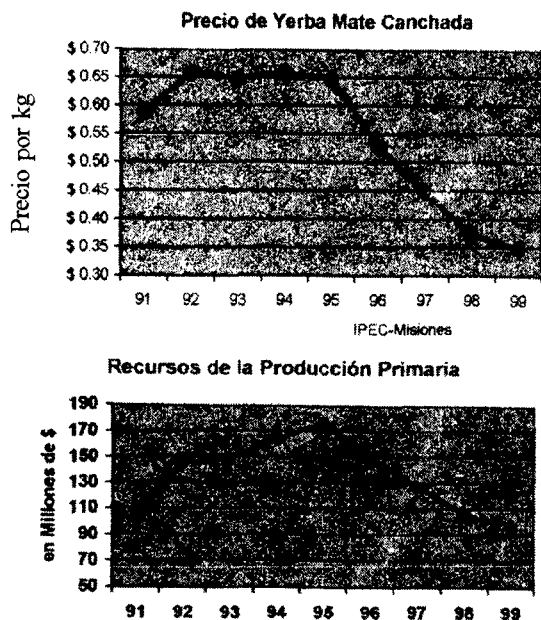 Precio de Yerba Mate Canchada
Precio por kg
$ 0.70
$ 0.65
$ 0.60
$ 0.55
$ 0.50
$ 0.45
$ 0.40
$ 0.35
$ 0.30
91 92 93 94 95 96 97 98 99
IPEC-Misiones
Recursos de la Producción Primaria
en Millones de $
190
170
150
130
110
90
70
50
91 92 93 94 95 96 97 98 99